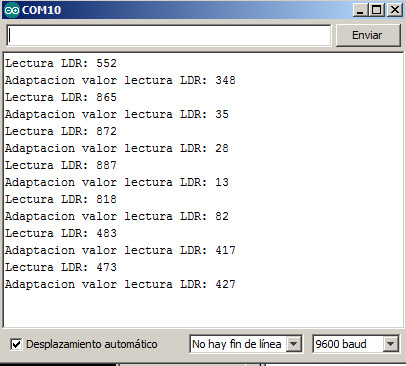 COM10
Enviar
Lectura LDR: 552
Adaptacion valor lectura LDR: 348
Lectura LDR: 865
Adaptacion valor lectura LDR: 35
Lectura LDR: 872
Adaptacion valor lectura LDR: 28
Lectura LDR: 887
Adaptacion valor lectura LDR: 13
Lectura LDR: 818
Adaptacion valor lectura LDR: 82
Lectura LDR: 483
Adaptacion valor lectura LDR: 417
Lectura LDR: 473
Adaptacion valor lectura LDR: 427
Desplazamiento automático No hay fin de línea 9600 baud